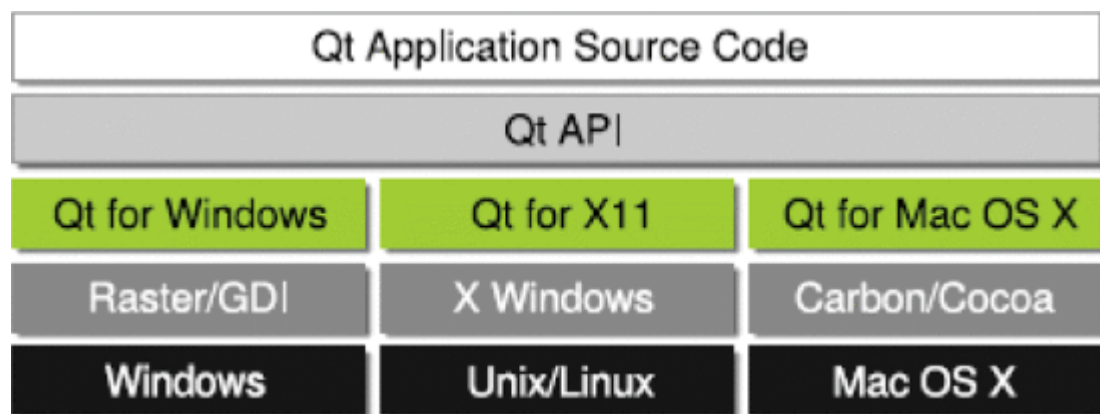 Qt Application Source Code
Qt API
Qt for Windows Qt for X11 Qt for Mac OS X
Raster/GDI X Windows Carbon/Cocoa
Windows Unix/Linux Mac OS X